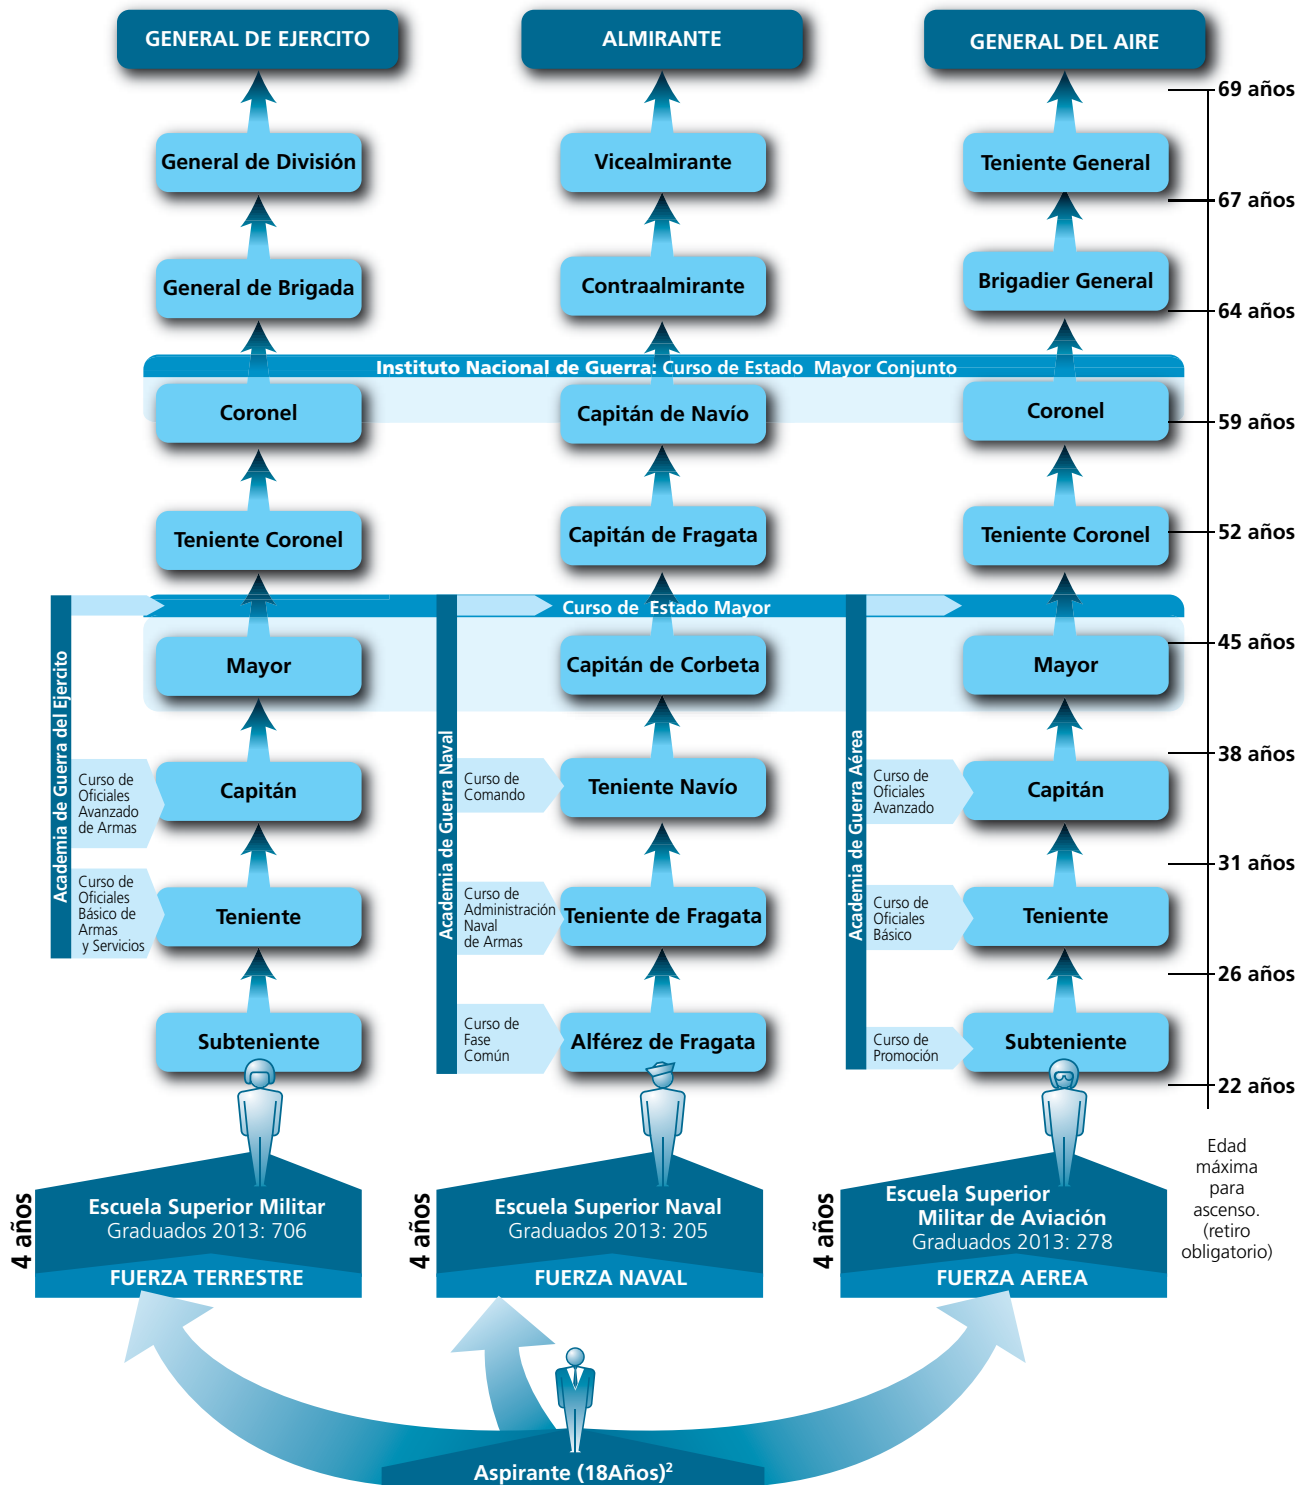 GENERAL DE EJERCITO
ALMIRANTE
GENERAL DEL AIRE
69 años
General de División
Vicealmirante
Teniente General
67 años
General de Brigada
Contraalmirante
Brigadier General
64 años
Instituto Nacional de Guerra: Curso de Estado Mayor Conjunto
Coronel
Capitán de Navío
Coronel
59 años
Teniente Coronel
Capitán de Fragata
Teniente Coronel
52 años
Curso de Estado Mayor
Mayor
Capitán de Corbeta
Mayor
45 años
Academia de Guerra del Ejercito
Academia de Guerra Naval
Academia de Guerra Aérea
38 años
Curso de
Oficiales
Avanzado
de Armas
Capitán
Curso de
Comando
Teniente Navío
Curso de
Oficiales
Avanzado
Capitán
31 años
Curso de
Oficiales
Básico de
Armas
y Servicios
Teniente
Curso de
Administración
Naval
de Armas
Teniente de Fragata
Curso de
Oficiales
Básico
Teniente
26 años
Subteniente
Curso de
Fase
Común
Alférez de Fragata
Curso de
Promoción
Subteniente
22 años
Edad
máxima
para
ascenso.
(retiro
obligatorio)
4 años
Escuela Superior Militar
Graduados 2013: 706
FUERZA TERRESTRE
4 años
Escuela Superior Naval
Graduados 2013: 205
FUERZA NAVAL
4 años
Escuela Superior
Militar de Aviación
Graduados 2013: 278
FUERZA AEREA
Aspirante (18Años)²